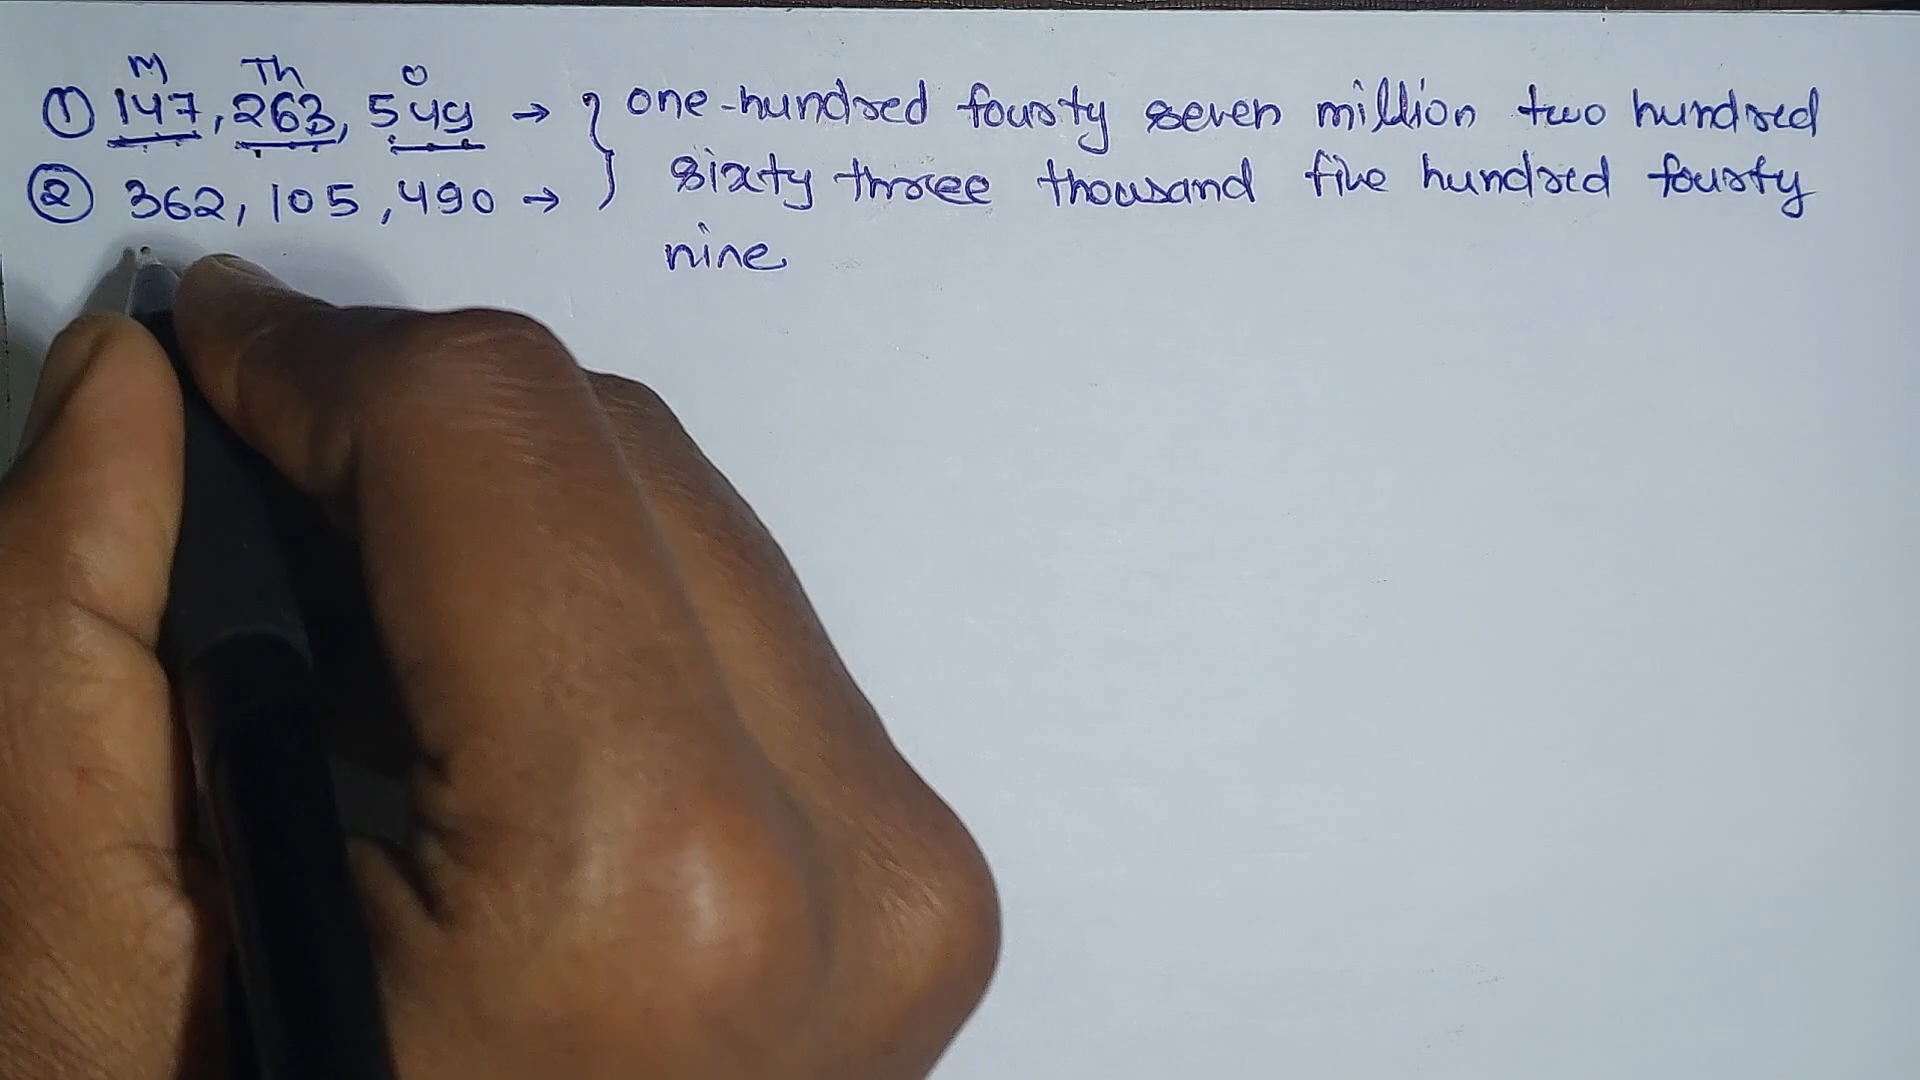 M Th O
① 147, 263, 549 → } one-hundred fourty seven million two hundred
sixty three thousand five hundred fourty
nine
② 362, 105, 490 →